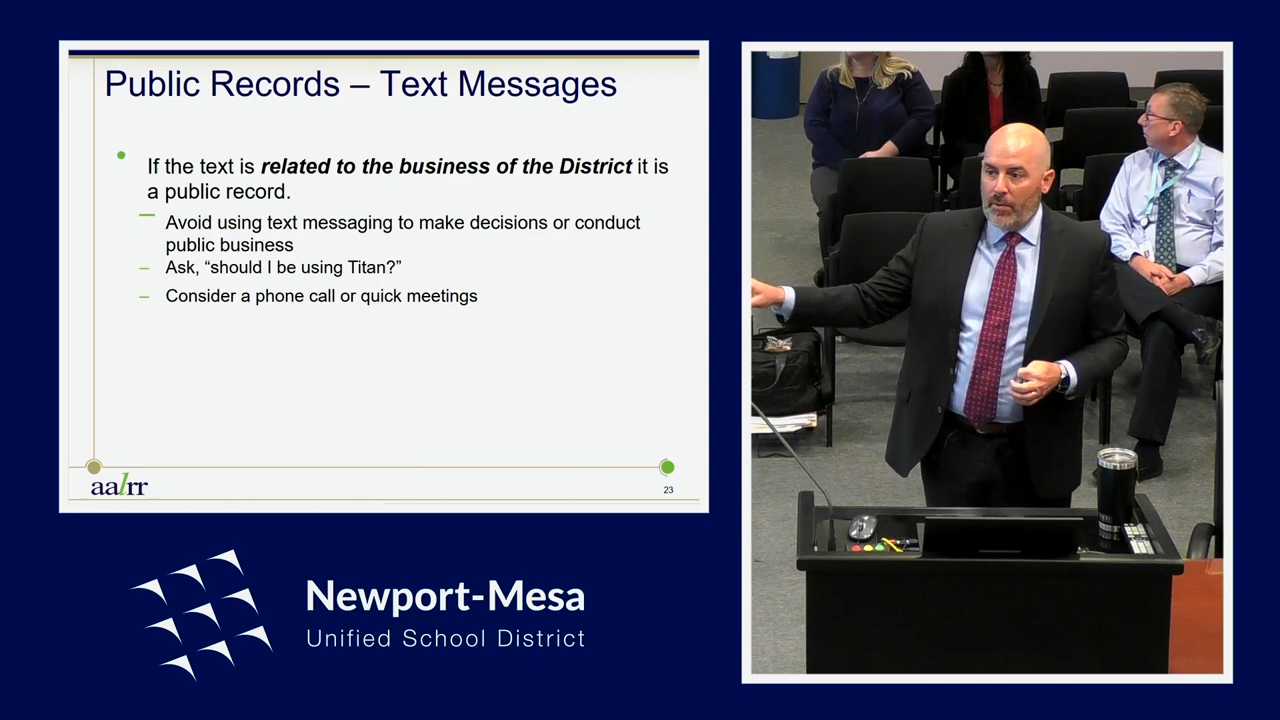 Public Records – Text Messages
If the text is related to the business of the District it is
a public record.
Avoid using text messaging to make decisions or conduct
public business
Ask, “should I be using Titan?”
Consider a phone call or quick meetings
aalrr
23
Newport-Mesa
Unified School District